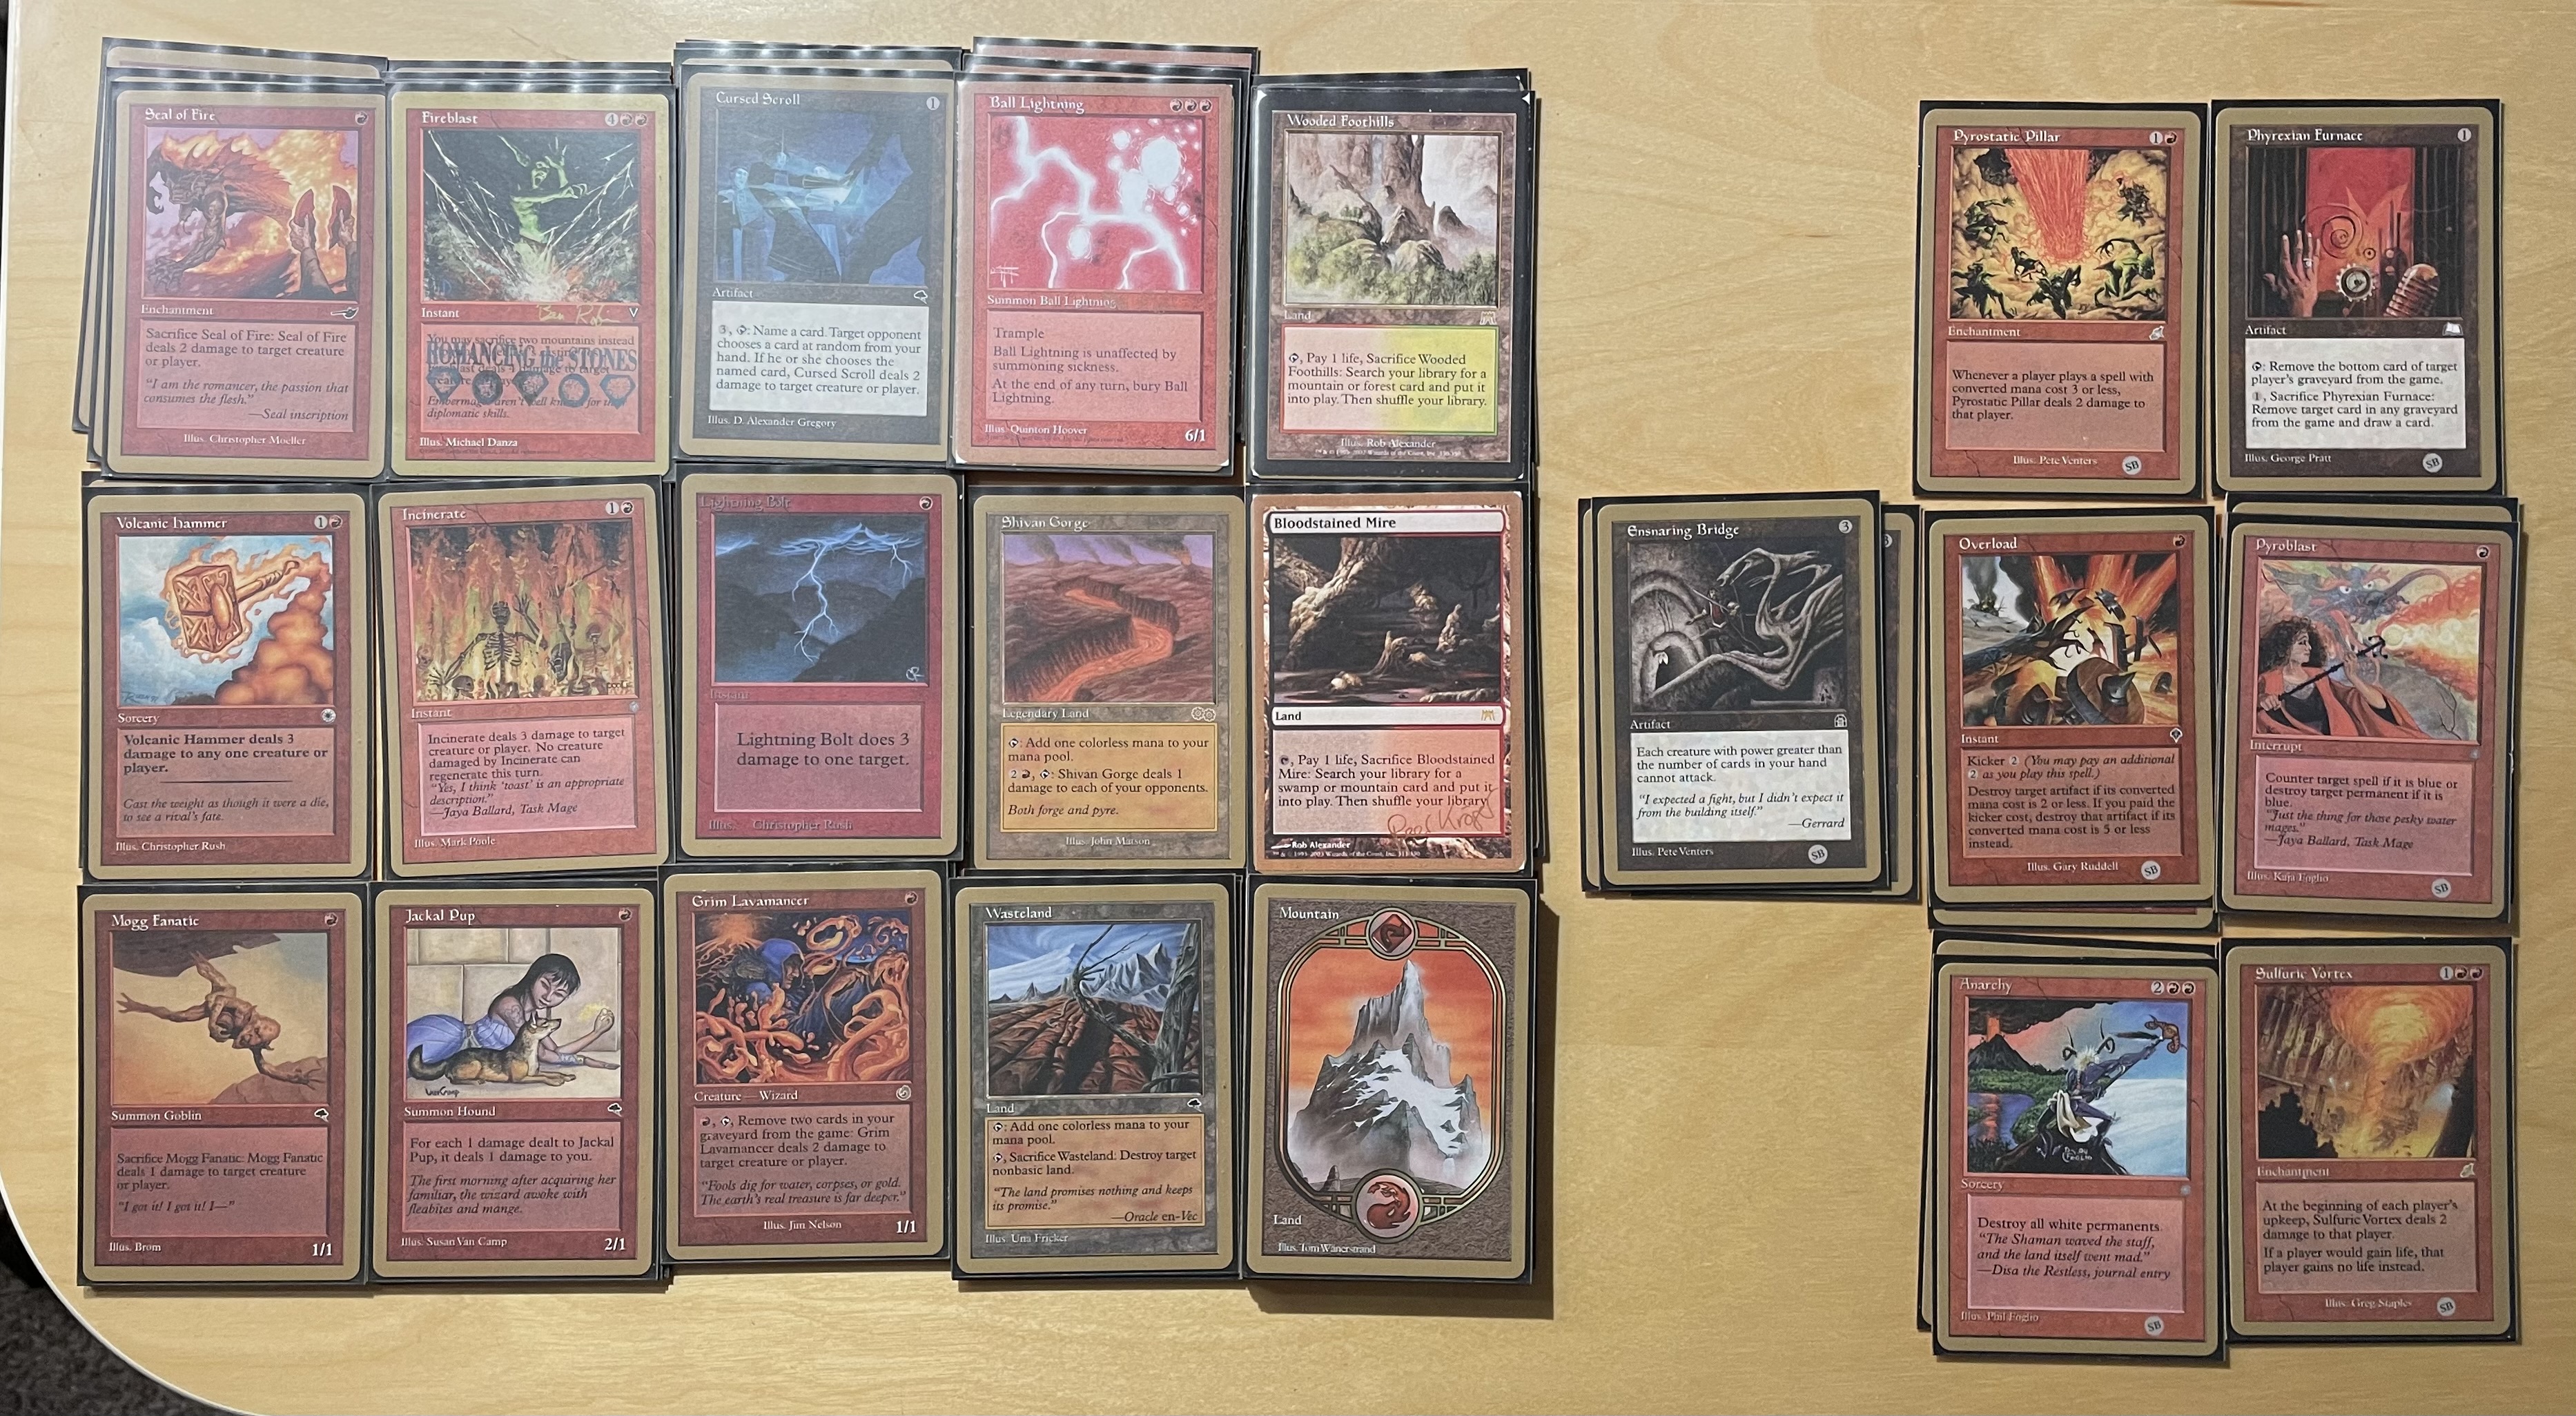 Seal of Fire
Enchantment
Sacrifice Seal of Fire: Seal of Fire
deals 2 damage to target creature
or player.
"I am the romancer, the passion that
consumes the flesh."
—Seal inscription
Illus. Christopher Moeller
Fireblast
4
Instant
Ben R
V
You may sacrifice two mountains instead
ROMANCING the STONES
Embermages aren't well known for their
diplomatic skills.
Illus. Michael Danza
Cursed Scroll
1
Artifact
3, : Name a card. Target opponent
chooses a card at random from your
hand. If he or she chooses the
named card, Cursed Scroll deals 2
damage to target creature or player.
Illus. D. Alexander Gregory
Ball Lightning
Summon Ball Lightning
Trample
Ball Lightning is unaffected by
summoning sickness.
At the end of any turn, bury Ball
Lightning.
Illus. Quinton Hoover
6/1
Wooded Foothills
Land
, Pay 1 life, Sacrifice Wooded
Foothills: Search your library for a
mountain or forest card and put it
into play. Then shuffle your library.
Illus. Rob Alexander
Volcanic Hammer
1
Sorcery
Volcanic Hammer deals 3
damage to any one creature or
player.
Cast the weight as though it were a die,
to see a rival's fate.
Illus. Christopher Rush
Incinerate
1
Instant
Incinerate deals 3 damage to target
creature or player. No creature
damaged by Incinerate can
regenerate this turn.
"Yes, I think 'toast' is an appropriate
description."
—Jaya Ballard, Task Mage
Illus. Mark Poole
Lightning Bolt
Instant
Lightning Bolt does 3
damage to one target.
Illus. Christopher Rush
Shivan Gorge
Legendary Land
: Add one colorless mana to your
mana pool.
2 , : Shivan Gorge deals 1
damage to each of your opponents.
Both forge and pyre.
Illus. John Matson
Bloodstained Mire
Land
, Pay 1 life, Sacrifice Bloodstained
Mire: Search your library for a
swamp or mountain card and put it
into play. Then shuffle your library.
Rob Alexander
Mogg Fanatic
Summon Goblin
Sacrifice Mogg Fanatic: Mogg Fanatic
deals 1 damage to target creature
or player.
"I got it! I got it! I—"
Illus. Brom
1/1
Jackal Pup
Summon Hound
For each 1 damage dealt to Jackal
Pup, it deals 1 damage to you.
The first morning after acquiring her
familiar, the wizard awoke with
fleabites and mange.
Illus. Susan Van Camp
2/1
Grim Lavamancer
Creature — Wizard
, , Remove two cards in your
graveyard from the game: Grim
Lavamancer deals 2 damage to
target creature or player.
"Fools dig for water, corpses, or gold.
The earth's real treasure is far deeper."
Illus. Jim Nelson
1/1
Wasteland
Land
: Add one colorless mana to your
mana pool.
, Sacrifice Wasteland: Destroy target
nonbasic land.
"The land promises nothing and keeps
its promise."
—Oracle en-Vec
Illus. Una Fricker
Mountain
Land
Illus. Tom Wänerstrand
Pyrostatic Pillar
1
Enchantment
Whenever a player plays a spell with
converted mana cost 3 or less,
Pyrostatic Pillar deals 2 damage to
that player.
Illus. Pete Venters
SB
Phyrexian Furnace
1
Artifact
: Remove the bottom card of target
player's graveyard from the game.
1, Sacrifice Phyrexian Furnace:
Remove target card in any graveyard
from the game and draw a card.
Illus. George Pratt
SB
Ensnaring Bridge
3
Artifact
Each creature with power greater than
the number of cards in your hand
cannot attack.
"I expected a fight, but I didn't expect it
from the building itself."
—Gerrard
Illus. Pete Venters
SB
Overload
Instant
Kicker 2 (You may pay an additional
2 as you play this spell.)
Destroy target artifact if its converted
mana cost is 2 or less. If you paid the
kicker cost, destroy that artifact if its
converted mana cost is 5 or less
instead.
Illus. Gary Ruddell
SB
Pyroblast
Interrupt
Counter target spell if it is blue or
destroy target permanent if it is
blue.
"Just the thing for those pesky water
mages."
—Jaya Ballard, Task Mage
Illus. Kaja Foglio
SB
Anarchy
2
Sorcery
Destroy all white permanents.
"The Shaman waved the staff,
and the land itself went mad."
—Disa the Restless, journal entry
Illus. Phil Foglio
SB
Sulfuric Vortex
1
Enchantment
At the beginning of each player's
upkeep, Sulfuric Vortex deals 2
damage to that player.
If a player would gain life, that
player gains no life instead.
Illus. Greg Staples
SB